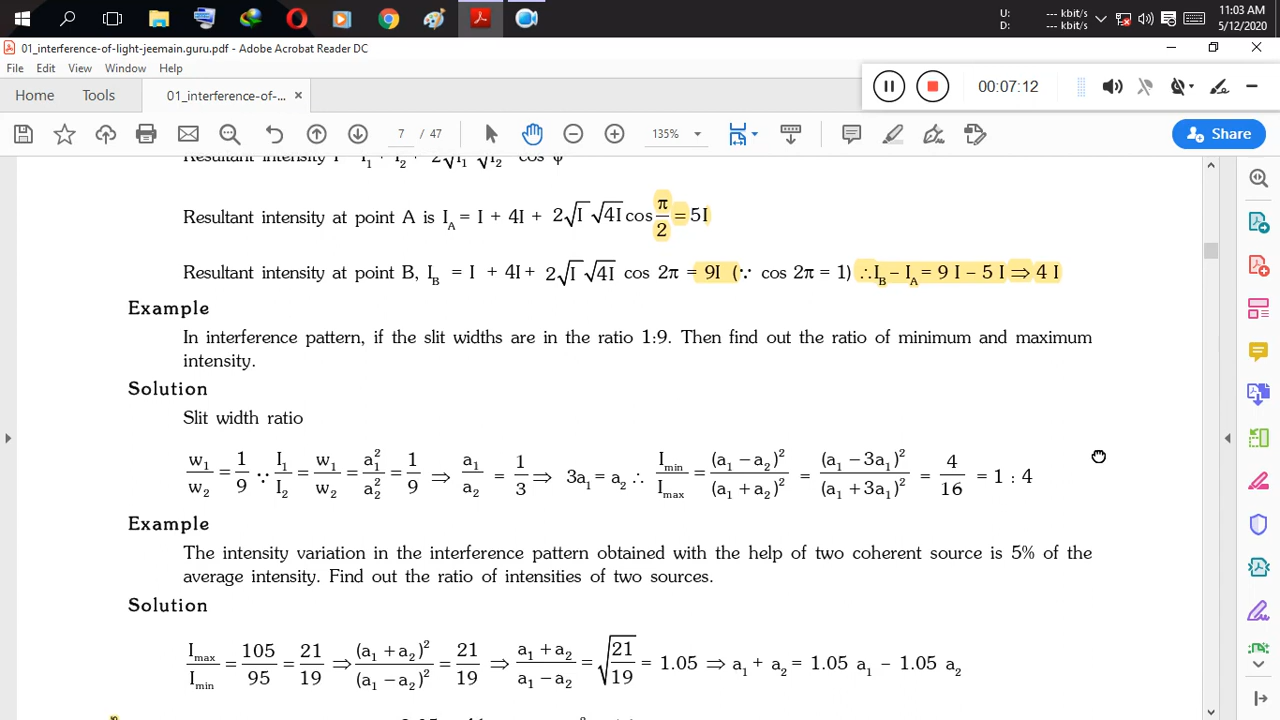 11:03 AM
5/12/2020
U: --- kbit/s
D: --- kbit/s
01_interference-of-light-jeemain.guru.pdf - Adobe Acrobat Reader DC
File Edit View Window Help
Home Tools 01_interference-of-... ×
00:07:12
7 / 47 135% Share
Resultant intensity at point A is I_A = I + 4I + 2√I √4I cos π/2 = 5I
Resultant intensity at point B, I_B = I + 4I + 2√I √4I cos 2π = 9I (∵ cos 2π = 1) ∴ I_B − I_A = 9 I − 5 I ⇒ 4 I
Example
In interference pattern, if the slit widths are in the ratio 1:9. Then find out the ratio of minimum and maximum
intensity.
Solution
Slit width ratio
w₁/w₂ = 1/9 ∵ I₁/I₂ = w₁/w₂ = a₁²/a₂² = 1/9 ⇒ a₁/a₂ = 1/3 ⇒ 3a₁ = a₂ ∴ I_min/I_max = (a₁ − a₂)²/(a₁ + a₂)² = (a₁ − 3a₁)²/(a₁ + 3a₁)² = 4/16 = 1 : 4
Example
The intensity variation in the interference pattern obtained with the help of two coherent source is 5% of the
average intensity. Find out the ratio of intensities of two sources.
Solution
I_max/I_min = 105/95 = 21/19 ⇒ (a₁ + a₂)²/(a₁ − a₂)² = 21/19 ⇒ a₁ + a₂/a₁ − a₂ = √21/19 = 1.05 ⇒ a₁ + a₂ = 1.05 a₁ − 1.05 a₂